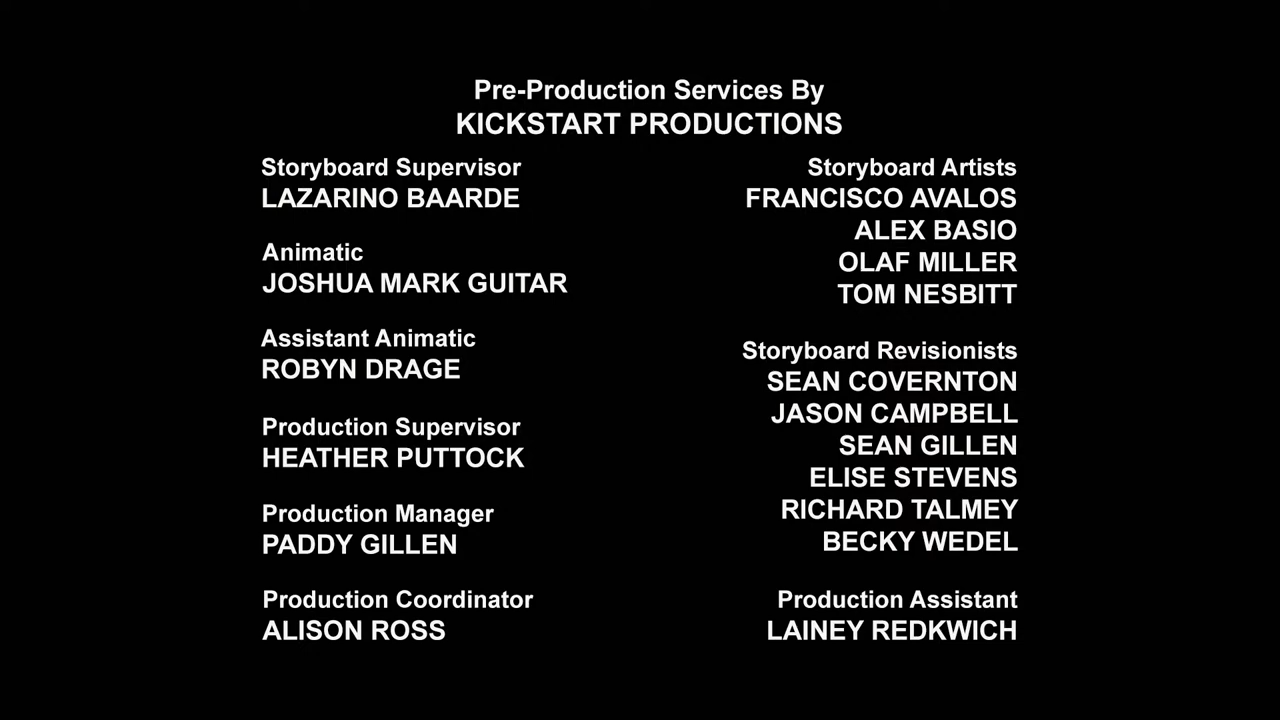 Pre-Production Services By
KICKSTART PRODUCTIONS
Storyboard Supervisor
LAZARINO BAARDE
Animatic
JOSHUA MARK GUITAR
Assistant Animatic
ROBYN DRAGE
Production Supervisor
HEATHER PUTTOCK
Production Manager
PADDY GILLEN
Production Coordinator
ALISON ROSS
Storyboard Artists
FRANCISCO AVALOS
ALEX BASIO
OLAF MILLER
TOM NESBITT
Storyboard Revisionists
SEAN COVERNTON
JASON CAMPBELL
SEAN GILLEN
ELISE STEVENS
RICHARD TALMEY
BECKY WEDEL
Production Assistant
LAINEY REDKWICH